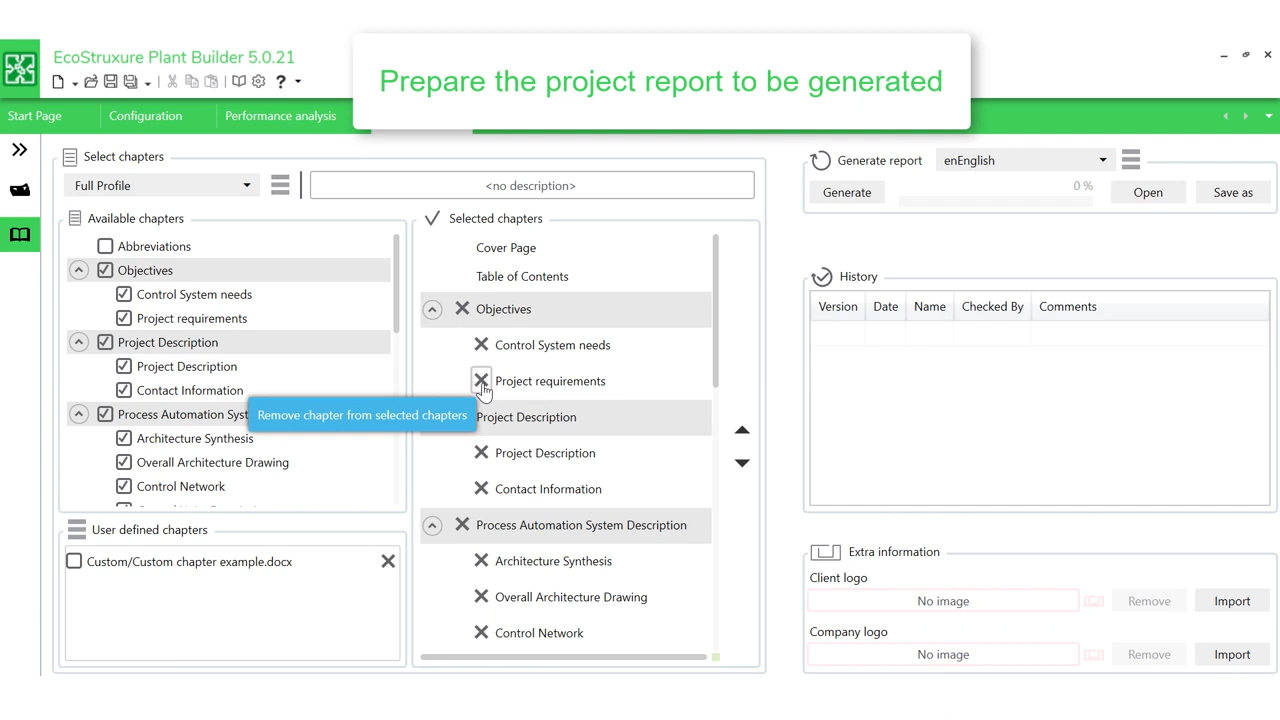 EcoStruxure Plant Builder 5.0.21
Prepare the project report to be generated
Start Page
Configuration
Performance analysis
Select chapters
Full Profile
<no description>
Available chapters
Abbreviations
Objectives
Control System needs
Project requirements
Project Description
Project Description
Contact Information
Process Automation Syst
Architecture Synthesis
Overall Architecture Drawing
Control Network
Remove chapter from selected chapters
User defined chapters
Custom/Custom chapter example.docx
Selected chapters
Cover Page
Table of Contents
Objectives
Control System needs
Project requirements
Project Description
Project Description
Contact Information
Process Automation System Description
Architecture Synthesis
Overall Architecture Drawing
Control Network
Generate report
enEnglish
Generate
0 %
Open
Save as
History
Version Date Name Checked By Comments
Extra information
Client logo
No image
Remove
Import
Company logo
No image
Remove
Import